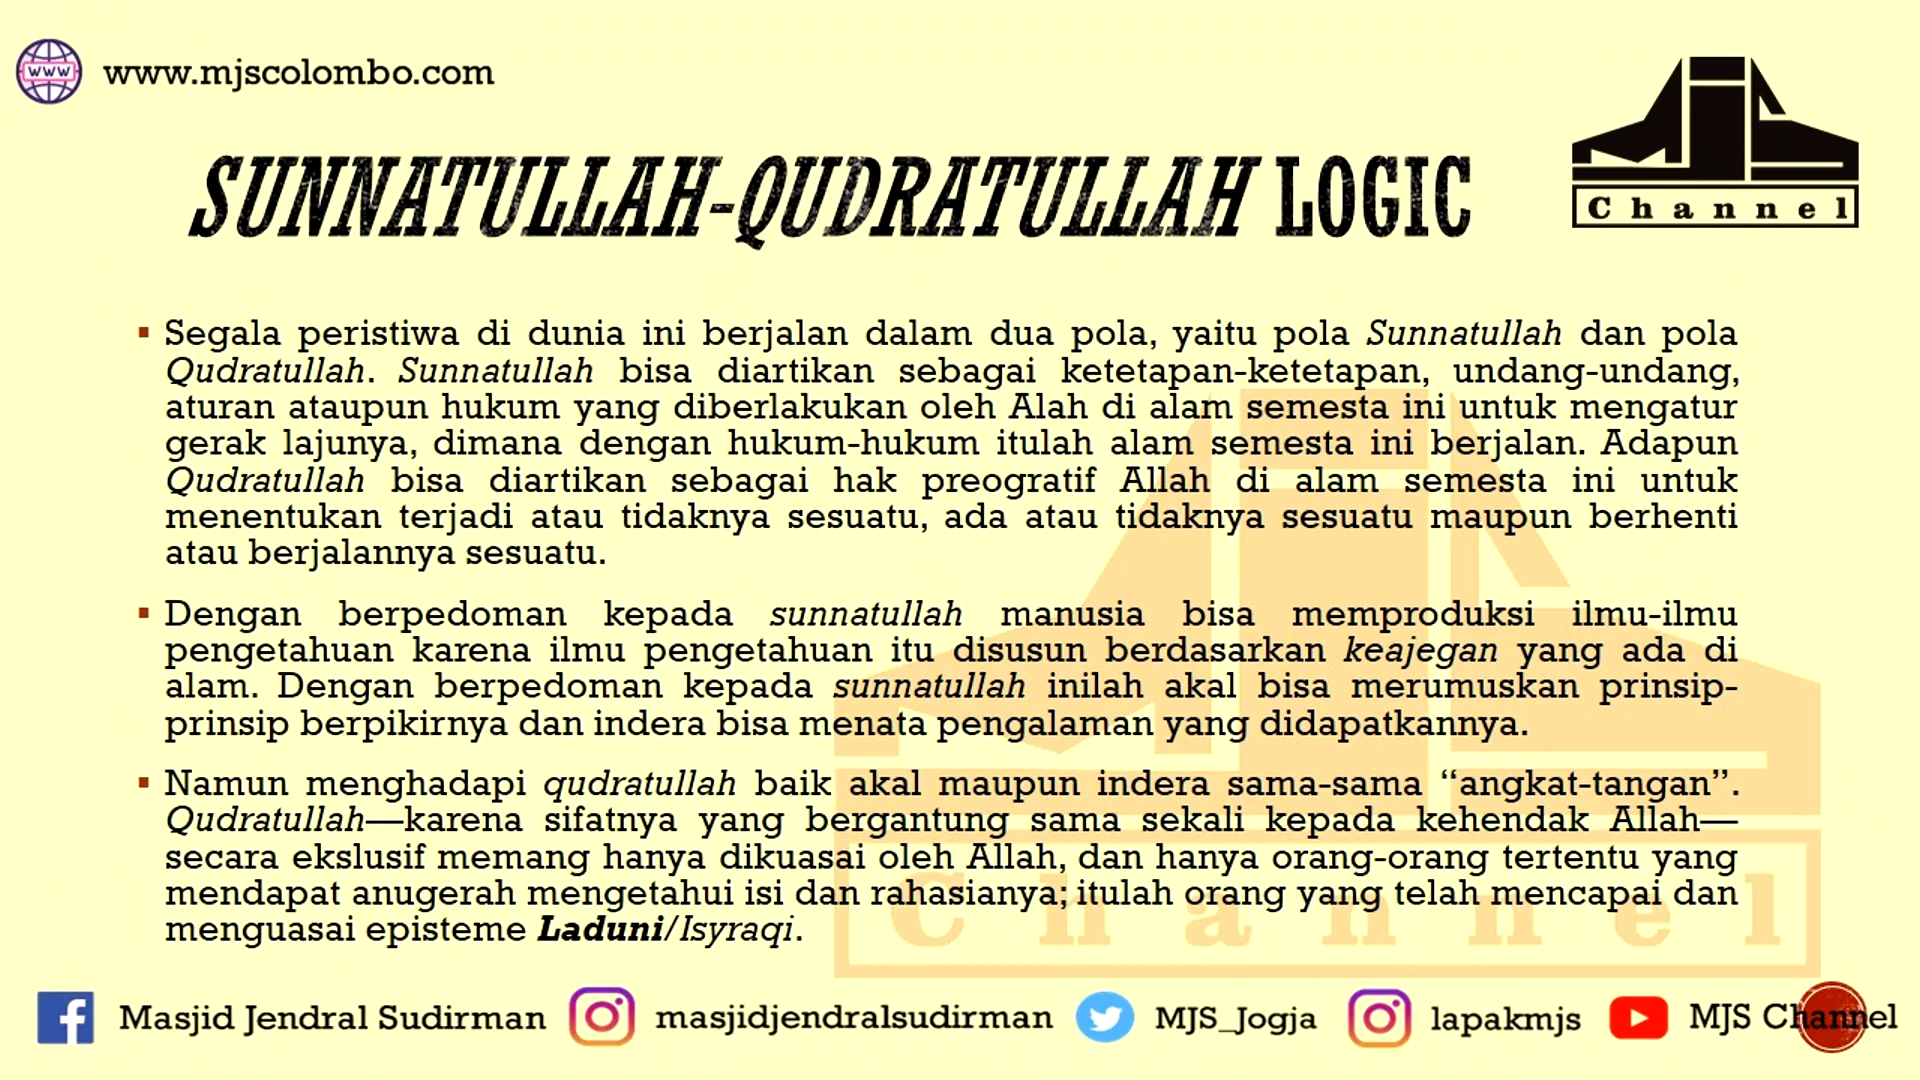 www
www.mjscolombo.com
MJS
Channel
SUNNATULLAH-QUDRATULLAH LOGIC
Segala peristiwa di dunia ini berjalan dalam dua pola, yaitu pola Sunnatullah dan pola
Qudratullah. Sunnatullah bisa diartikan sebagai ketetapan-ketetapan, undang-undang,
aturan ataupun hukum yang diberlakukan oleh Alah di alam semesta ini untuk mengatur
gerak lajunya, dimana dengan hukum-hukum itulah alam semesta ini berjalan. Adapun
Qudratullah bisa diartikan sebagai hak preogratif Allah di alam semesta ini untuk
menentukan terjadi atau tidaknya sesuatu, ada atau tidaknya sesuatu maupun berhenti
atau berjalannya sesuatu.
Dengan berpedoman kepada sunnatullah manusia bisa memproduksi ilmu-ilmu
pengetahuan karena ilmu pengetahuan itu disusun berdasarkan keajegan yang ada di
alam. Dengan berpedoman kepada sunnatullah inilah akal bisa merumuskan prinsip-
prinsip berpikirnya dan indera bisa menata pengalaman yang didapatkannya.
Namun menghadapi qudratullah baik akal maupun indera sama-sama “angkat-tangan”.
Qudratullah—karena sifatnya yang bergantung sama sekali kepada kehendak Allah—
secara ekslusif memang hanya dikuasai oleh Allah, dan hanya orang-orang tertentu yang
mendapat anugerah mengetahui isi dan rahasianya; itulah orang yang telah mencapai dan
menguasai episteme Laduni/Isyraqi.
Channel
Masjid Jendral Sudirman masjidjendralsudirman MJS_Jogja lapakmjs MJS Channel